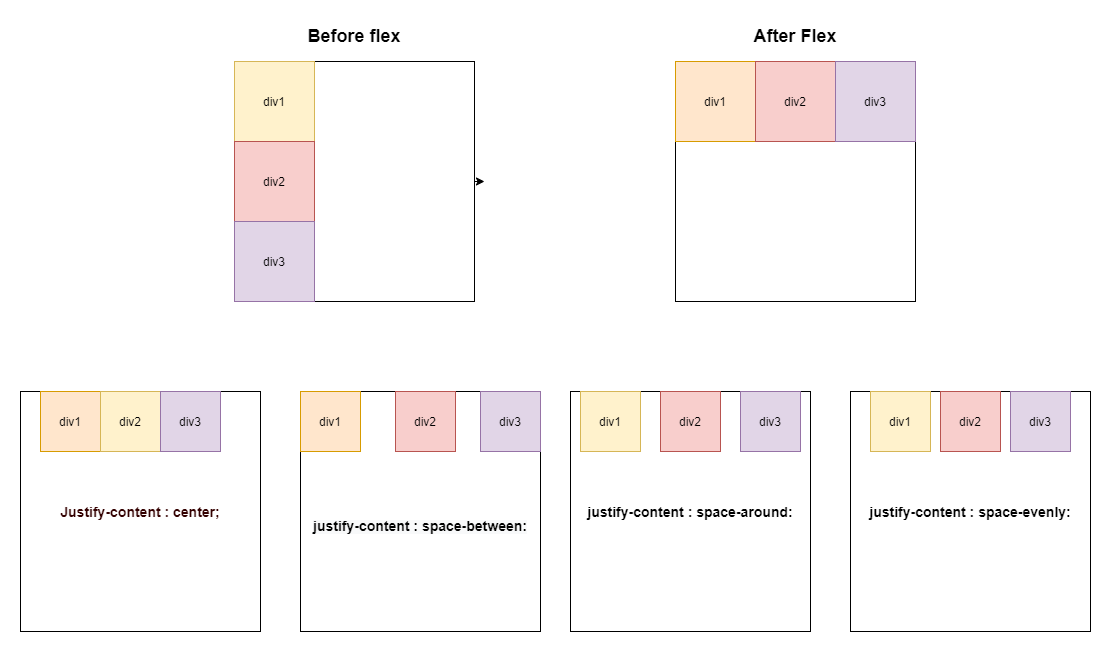 Before flex
After Flex
div1
div2
div3
div1
div2
div3
div1
div2
div3
Justify-content : center;
div1
div2
div3
justify-content : space-between:
div1
div2
div3
justify-content : space-around:
div1
div2
div3
justify-content : space-evenly: